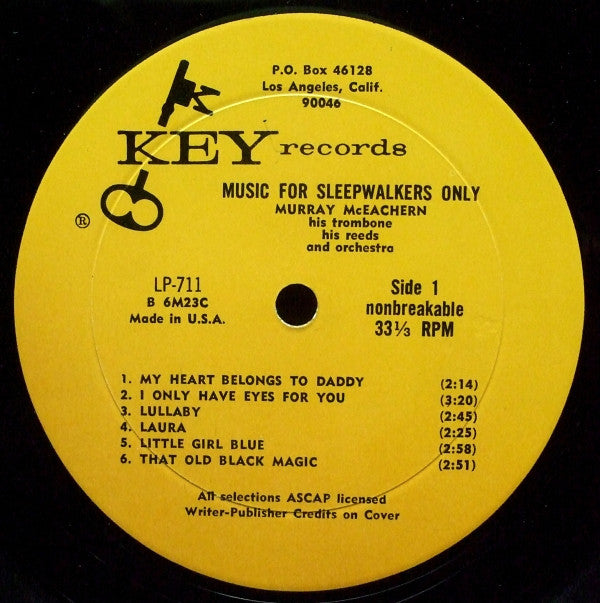 P.O. Box 46128
Los Angeles, Calif.
90046
KEY records
®
MUSIC FOR SLEEPWALKERS ONLY
MURRAY McEACHERN
his trombone
his reeds
and orchestra
LP-711
B 6M23C
Made in U.S.A.
Side 1
nonbreakable
33⅓ RPM
1. MY HEART BELONGS TO DADDY (2:14)
2. I ONLY HAVE EYES FOR YOU (3:20)
3. LULLABY (2:45)
4. LAURA (2:25)
5. LITTLE GIRL BLUE (2:58)
6. THAT OLD BLACK MAGIC (2:51)
All selections ASCAP licensed
Writer-Publisher Credits on Cover